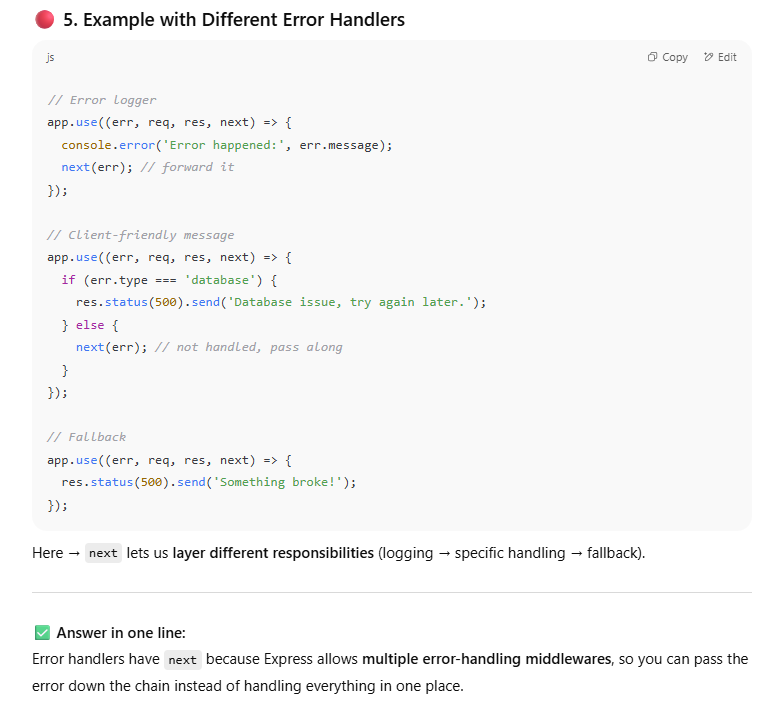 🔴 5. Example with Different Error Handlers
js
Copy
Edit
// Error logger
app.use((err, req, res, next) => {
  console.error('Error happened:', err.message);
  next(err); // forward it
});

// Client-friendly message
app.use((err, req, res, next) => {
  if (err.type === 'database') {
    res.status(500).send('Database issue, try again later.');
  } else {
    next(err); // not handled, pass along
  }
});

// Fallback
app.use((err, req, res, next) => {
  res.status(500).send('Something broke!');
});
Here → next lets us layer different responsibilities (logging → specific handling → fallback).
✅ Answer in one line:
Error handlers have next because Express allows multiple error-handling middlewares, so you can pass the
error down the chain instead of handling everything in one place.